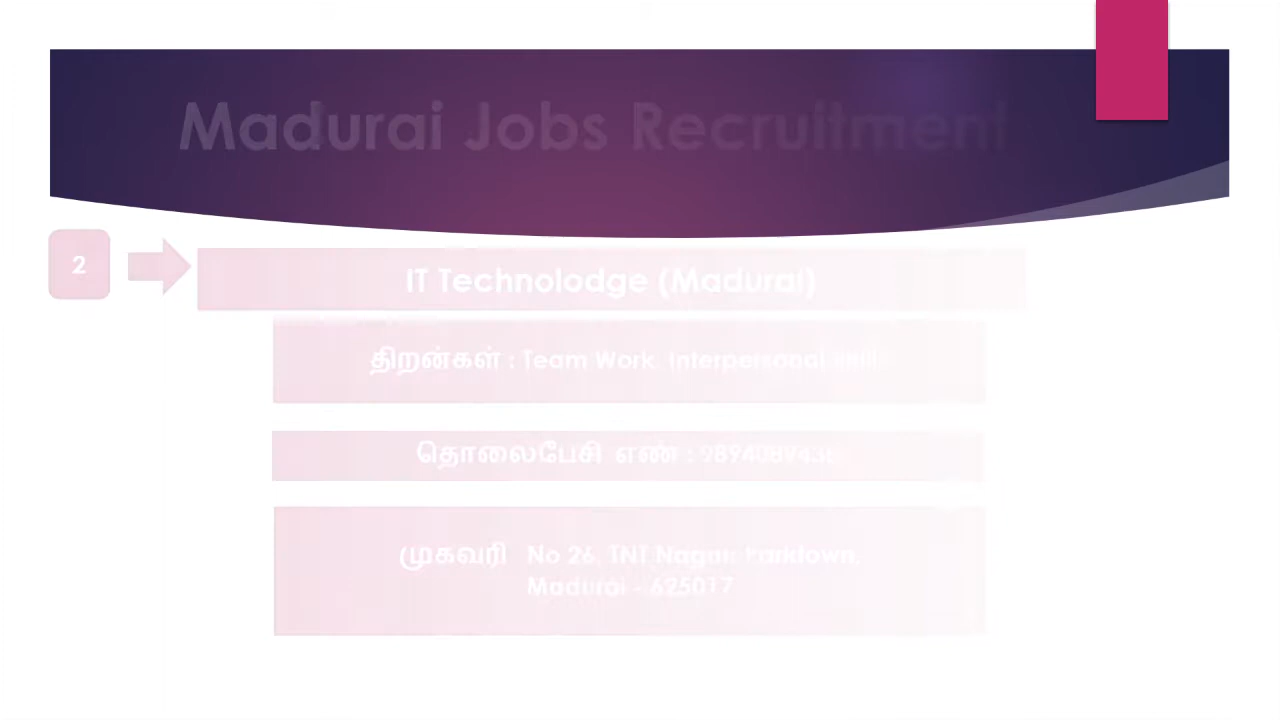 Madurai Jobs Recruitment
2
IT Technolodge (Madurai)
திறன்கள் : Team Work, Interpersonal
தொலைபேசி எண் :
முகவரி No 26, TNT Nagar,
Madurai - 625017